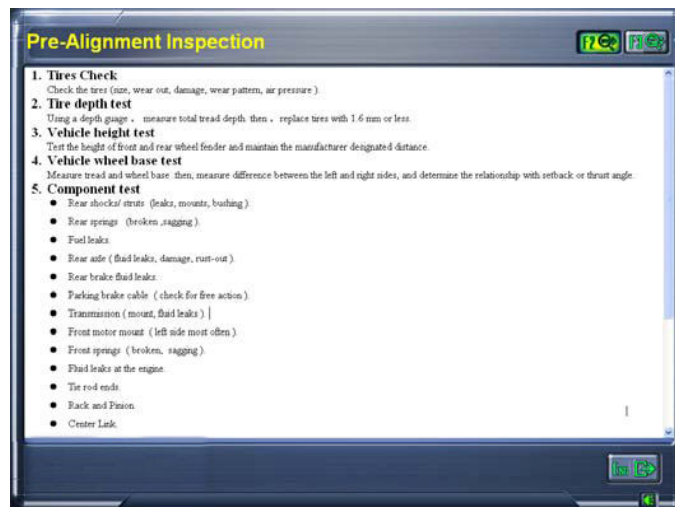 Pre-Alignment Inspection
F2
F3
1. Tires Check
Check the tires (size, wear out, damage, wear pattern, air pressure ).
2. Tire depth test
Using a depth guage , measure total tread depth. then , replace tires with 1.6 mm or less.
3. Vehicle height test
Test the height of front and rear wheel fender and maintain the manufacturer designated distance.
4. Vehicle wheel base test
Measure tread and wheel base. then, measure difference between the left and right sides, and determine the relationship with setback or thrust angle.
5. Component test
● Rear shocks/ struts (leaks, mounts, bushing ).
● Rear springs (broken ,sagging ).
● Fuel leaks.
● Rear axle ( fluid leaks, damage, rust-out ).
● Rear brake fluid leaks.
● Parking brake cable ( check for free action ).
● Transmission ( mount, fluid leaks ).
● Front motor mount ( left side most often ).
● Front springs ( broken, sagging ).
● Fluid leaks at the engine.
● Tie rod ends.
● Rack and Pinion.
● Center Link.